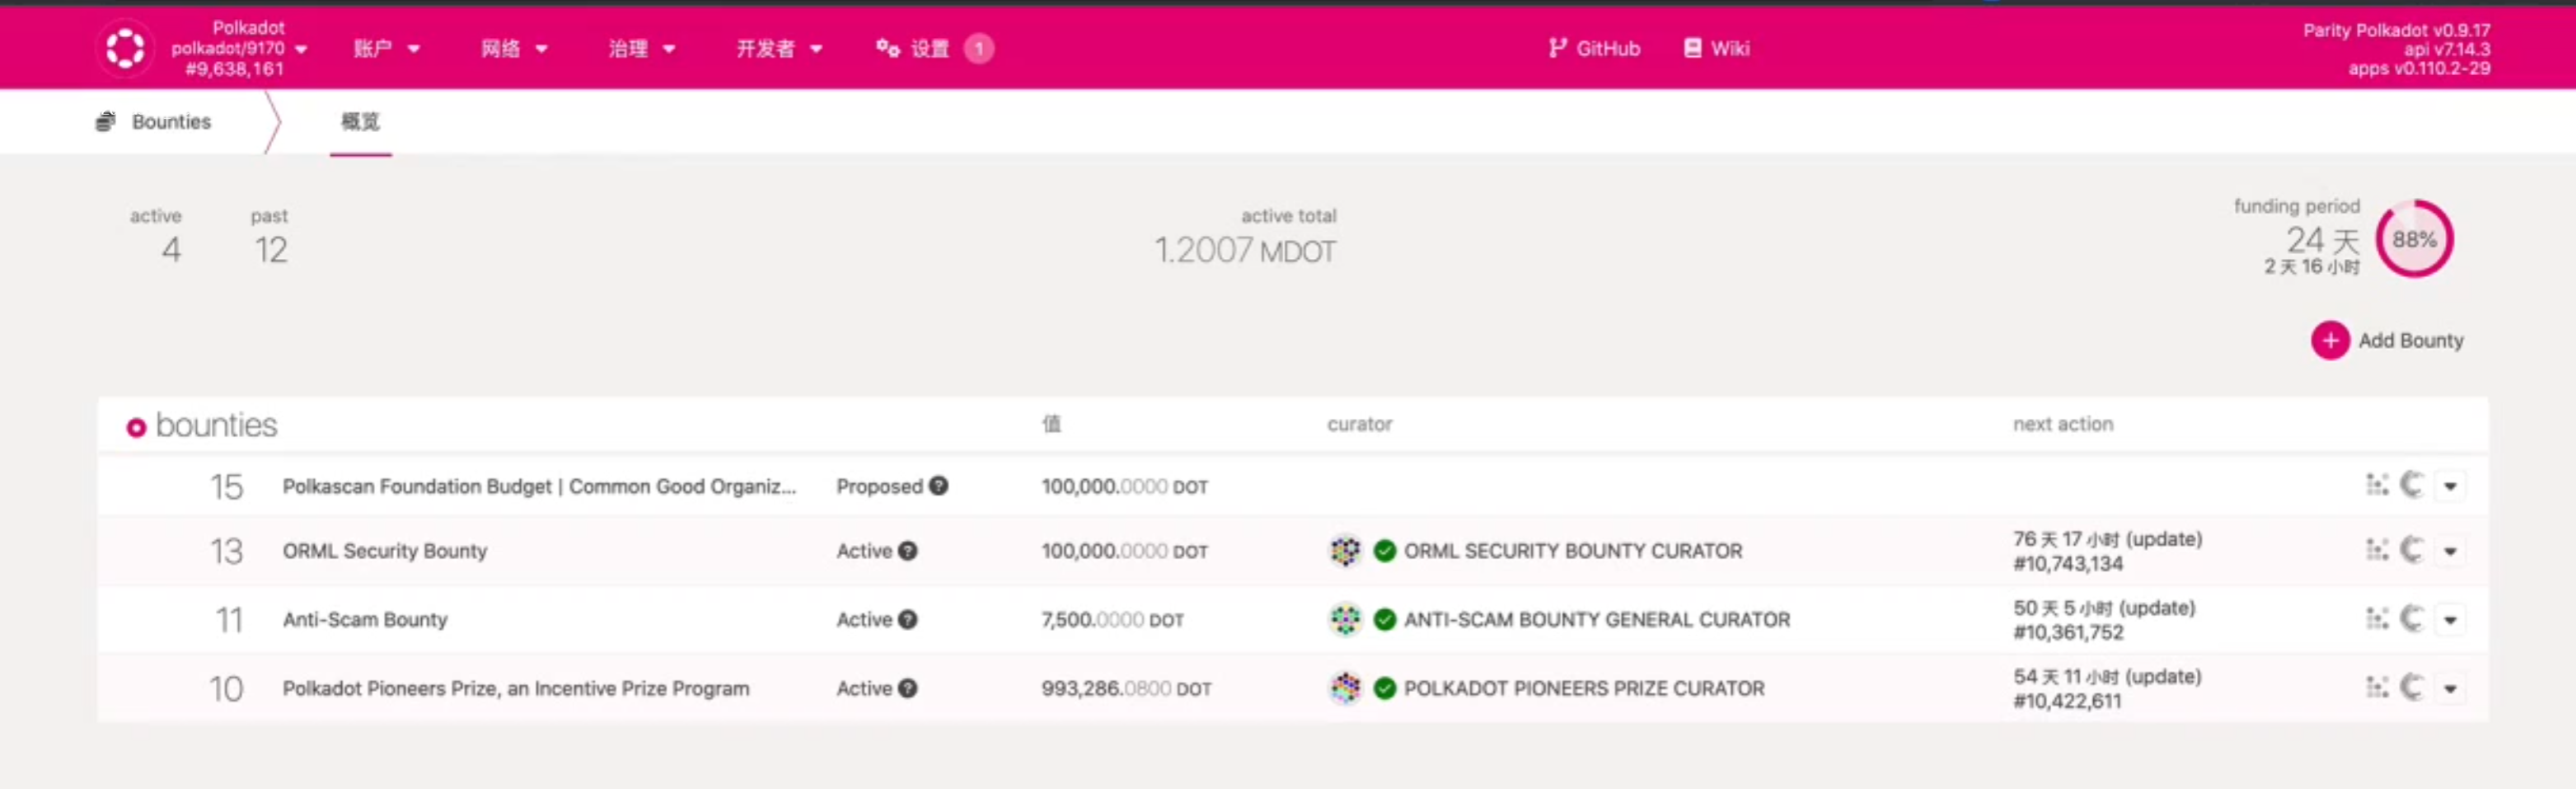 Polkadot
polkadot/9170
#9,638,161
账户
网络
治理
开发者
设置
1
GitHub
Wiki
Parity Polkadot v0.9.17
api v7.14.3
apps v0.110.2-29
Bounties
概览
active
4
past
12
active total
1.2007 MDOT
funding period
24 天
2 天 16 小时
88%
Add Bounty
bounties 值 curator next action
15 Polkascan Foundation Budget | Common Good Organiz... Proposed 100,000.0000 DOT
13 ORML Security Bounty Active 100,000.0000 DOT ORML SECURITY BOUNTY CURATOR 76 天 17 小时 (update)
#10,743,134
11 Anti-Scam Bounty Active 7,500.0000 DOT ANTI-SCAM BOUNTY GENERAL CURATOR 50 天 5 小时 (update)
#10,361,752
10 Polkadot Pioneers Prize, an Incentive Prize Program Active 993,286.0800 DOT POLKADOT PIONEERS PRIZE CURATOR 54 天 11 小时 (update)
#10,422,611